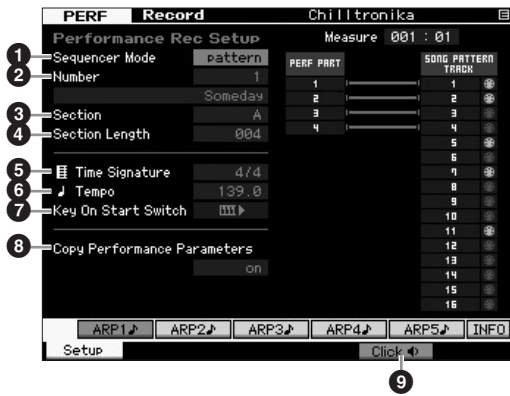 PERF Record Chilltronika
Performance Rec Setup Measure 001 : 01
1 Sequencer Mode pattern
2 Number 1
Someday
3 Section A
4 Section Length 004
5 Time Signature 4/4
6 Tempo 139.0
7 Key On Start Switch
8 Copy Performance Parameters
on
PERF PART SONG PATTERN TRACK
1 1
2 2
3 3
4 4
5
6
7
8
9
10
11
12
13
14
15
16
ARP1 ARP2 ARP3 ARP4 ARP5 INFO
Setup Click
9